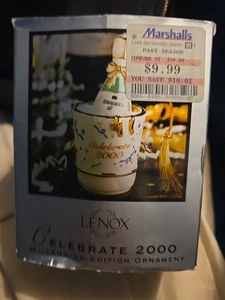 Marshalls
PAST SEASON
COMPARE AT $20.00
$9.99
YOU SAVE $10.01
Celebrate
2000
LENOX
CELEBRATE 2000
MILLENNIUM EDITION ORNAMENT